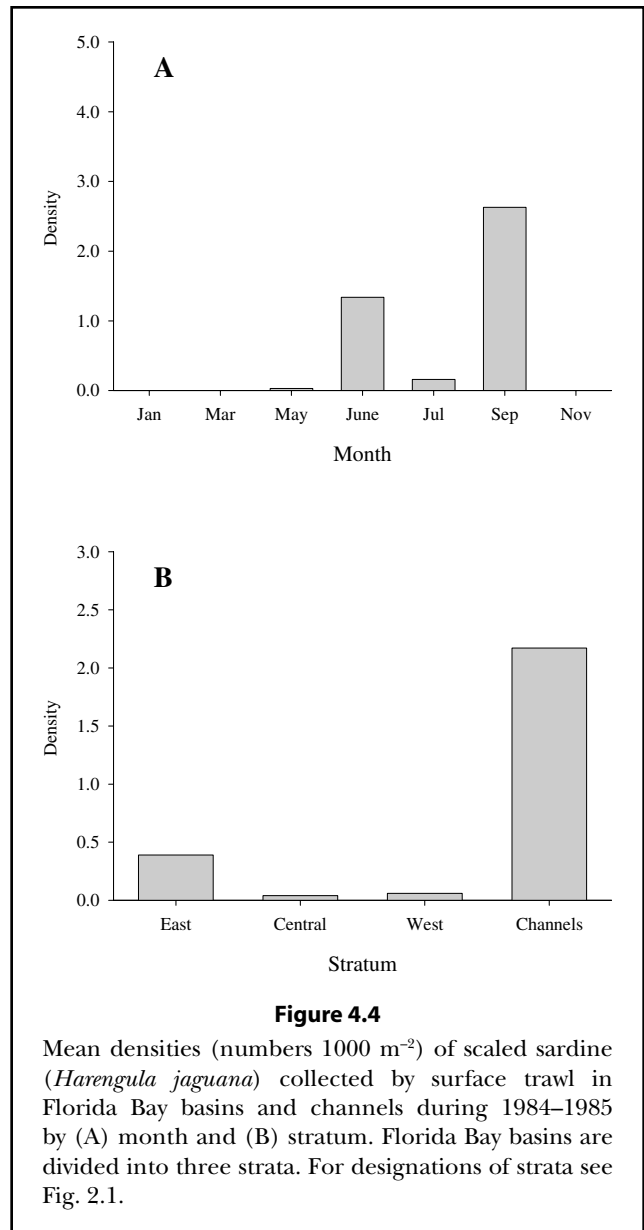 A
5.0
4.0
3.0
2.0
1.0
0.0
Density
Jan Mar May June Jul Sep Nov
Month
B
3.0
2.5
2.0
1.5
1.0
0.5
0.0
Density
East Central West Channels
Stratum
Figure 4.4
Mean densities (numbers 1000 m⁻²) of scaled sardine
(Harengula jaguana) collected by surface trawl in
Florida Bay basins and channels during 1984–1985
by (A) month and (B) stratum. Florida Bay basins are
divided into three strata. For designations of strata see
Fig. 2.1.